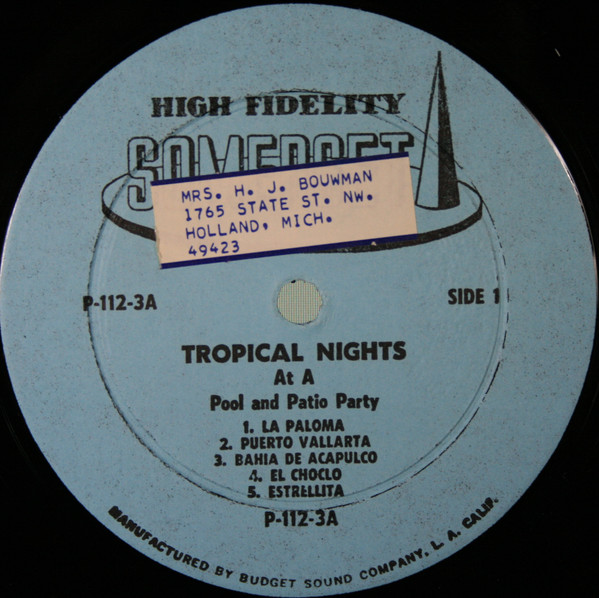 HIGH FIDELITY
SOMERSET
MRS. H. J. BOUWMAN
1765 STATE ST. NW.
HOLLAND, MICH.
49423
P-112-3A
SIDE 1
TROPICAL NIGHTS
At A
Pool and Patio Party
1. LA PALOMA
2. PUERTO VALLARTA
3. BAHIA DE ACAPULCO
4. EL CHOCLO
5. ESTRELLITA
P-112-3A
MANUFACTURED BY BUDGET SOUND COMPANY, L. A. CALIF.